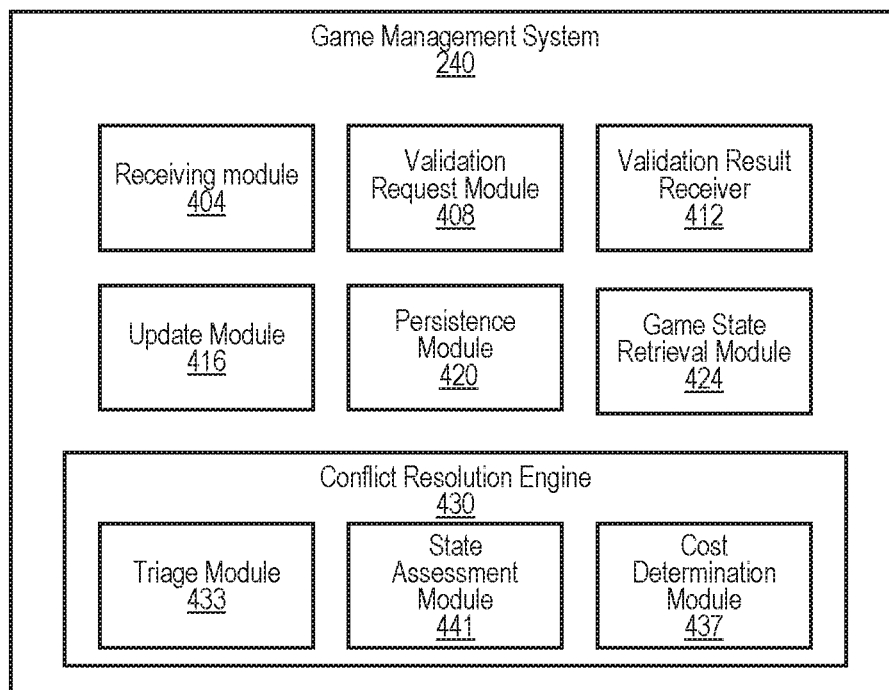 Game Management System
240
Receiving module
404
Validation
Request Module
408
Validation Result
Receiver
412
Update Module
416
Persistence
Module
420
Game State
Retrieval Module
424
Conflict Resolution Engine
430
Triage Module
433
State
Assessment
Module
441
Cost
Determination
Module
437